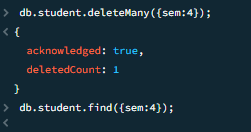 > db.student.deleteMany({sem:4});
< {
acknowledged: true,
deletedCount: 1
}
> db.student.find({sem:4});
<